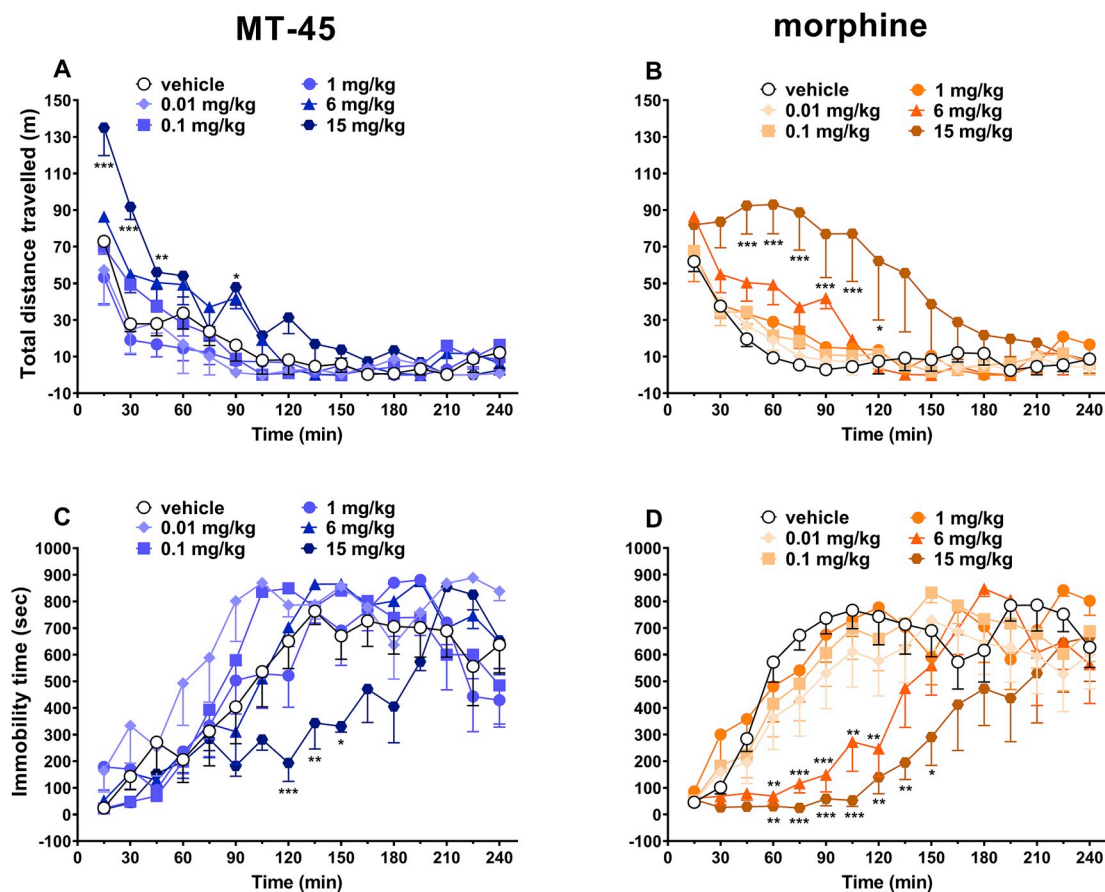 MT-45
morphine
A
vehicle
0.01 mg/kg
0.1 mg/kg
1 mg/kg
6 mg/kg
15 mg/kg
Total distance travelled (m)
150
130
110
90
70
50
30
10
-10
***
***
**
*
0 30 60 90 120 150 180 210 240
Time (min)
B
vehicle
0.01 mg/kg
0.1 mg/kg
1 mg/kg
6 mg/kg
15 mg/kg
150
130
110
90
70
50
30
10
-10
***
***
***
***
***
*
0 30 60 90 120 150 180 210 240
Time (min)
C
vehicle
0.01 mg/kg
0.1 mg/kg
1 mg/kg
6 mg/kg
15 mg/kg
Immobility time (sec)
1000
900
800
700
600
500
400
300
200
100
0
-100
***
**
*
0 30 60 90 120 150 180 210 240
Time (min)
D
vehicle
0.01 mg/kg
0.1 mg/kg
1 mg/kg
6 mg/kg
15 mg/kg
1000
900
800
700
600
500
400
300
200
100
0
-100
** *** *** ** **
** *** *** *** ** ** *
0 30 60 90 120 150 180 210 240
Time (min)